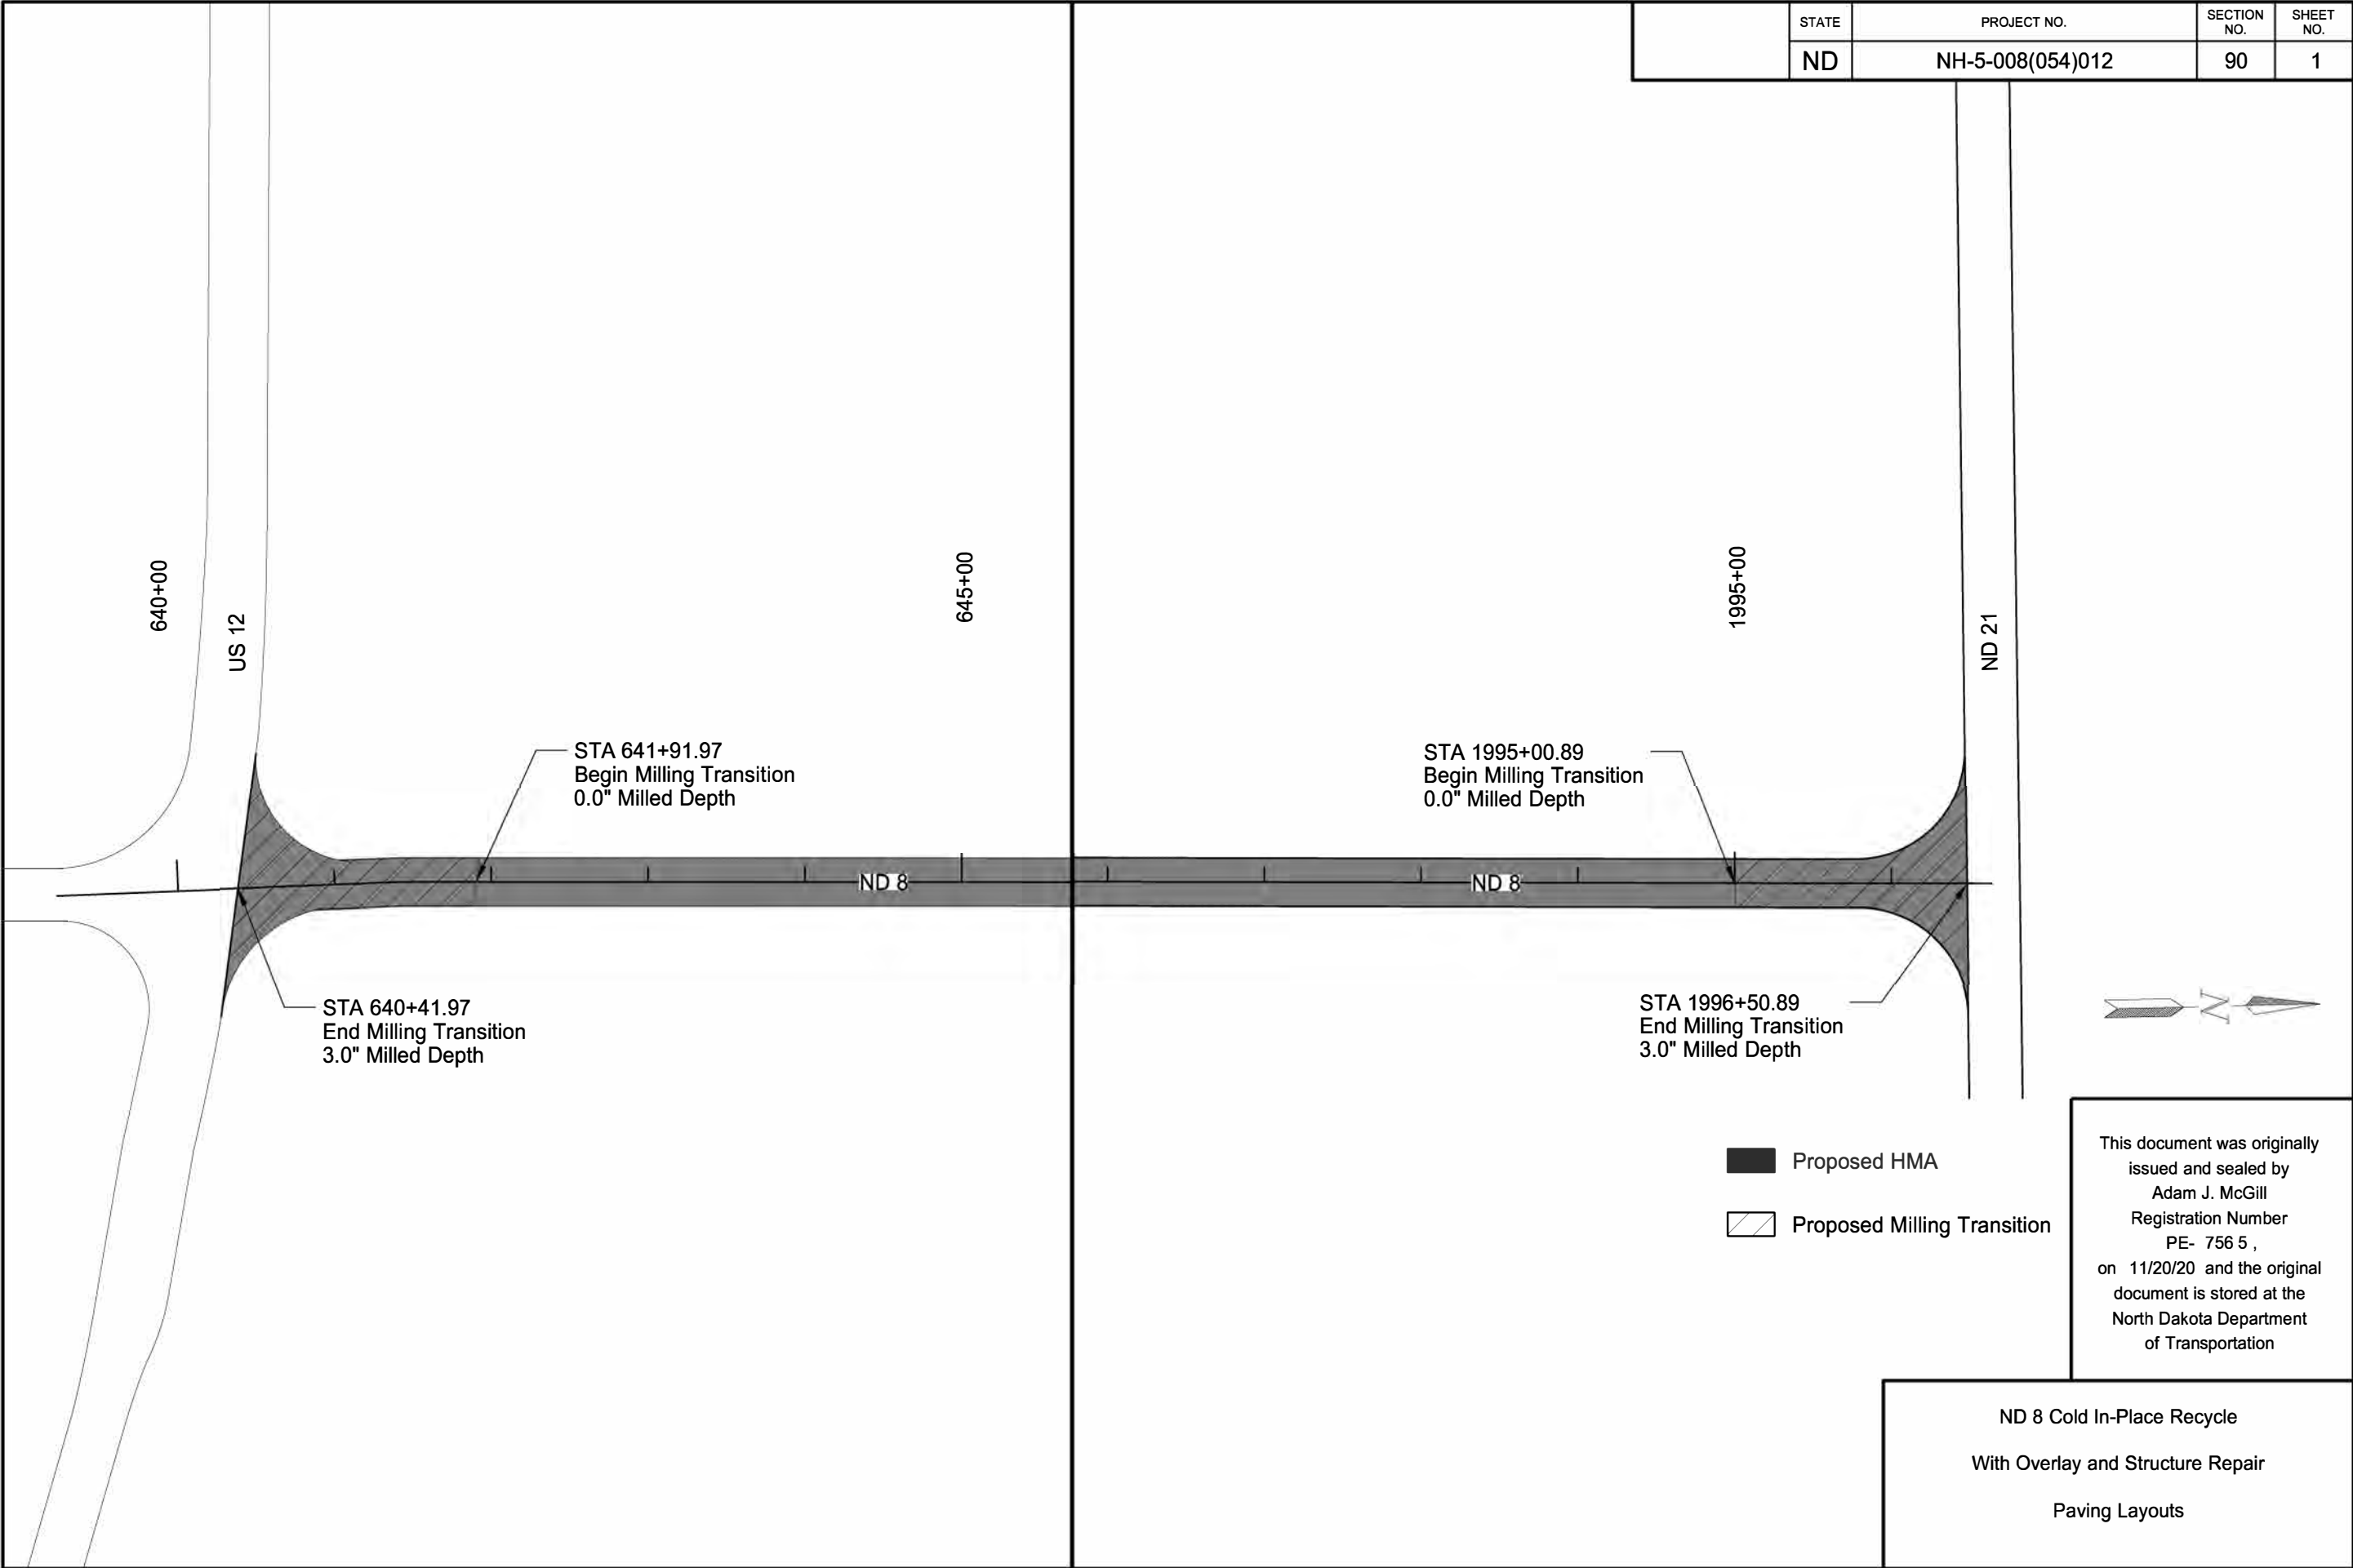 STATE
PROJECT NO.
SECTION
NO.
SHEET
NO.
ND
NH-5-008(054)012
90
1
640+00
US 12
645+00
1995+00
ND 21
STA 641+91.97
Begin Milling Transition
0.0" Milled Depth
STA 1995+00.89
Begin Milling Transition
0.0" Milled Depth
ND 8
ND 8
STA 640+41.97
End Milling Transition
3.0" Milled Depth
STA 1996+50.89
End Milling Transition
3.0" Milled Depth
N
Proposed HMA
Proposed Milling Transition
This document was originally
issued and sealed by
Adam J. McGill
Registration Number
PE- 756 5 ,
on 11/20/20 and the original
document is stored at the
North Dakota Department
of Transportation
ND 8 Cold In-Place Recycle
With Overlay and Structure Repair
Paving Layouts